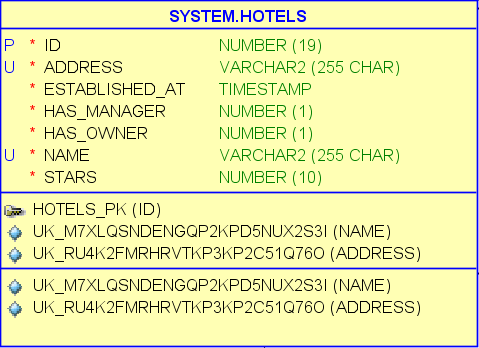 SYSTEM.HOTELS
P * ID NUMBER (19)
U * ADDRESS VARCHAR2 (255 CHAR)
* ESTABLISHED_AT TIMESTAMP
* HAS_MANAGER NUMBER (1)
* HAS_OWNER NUMBER (1)
U * NAME VARCHAR2 (255 CHAR)
* STARS NUMBER (10)
HOTELS_PK (ID)
UK_M7XLQSNDENGQP2KPD5NUX2S3I (NAME)
UK_RU4K2FMRHRVTKP3KP2C51Q76O (ADDRESS)
UK_M7XLQSNDENGQP2KPD5NUX2S3I (NAME)
UK_RU4K2FMRHRVTKP3KP2C51Q76O (ADDRESS)